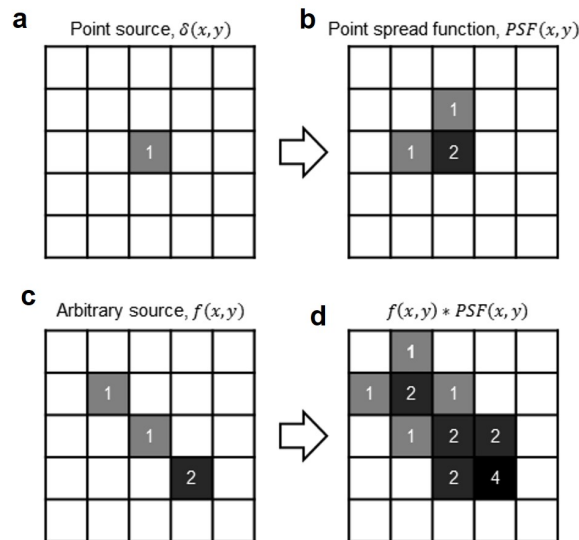 a
Point source, δ(x, y)
1
b
Point spread function, PSF(x, y)
1
1 2
c
Arbitrary source, f(x, y)
1
1
2
d
f(x, y) ∗ PSF(x, y)
1
1 2 1
1 2 2
2 4